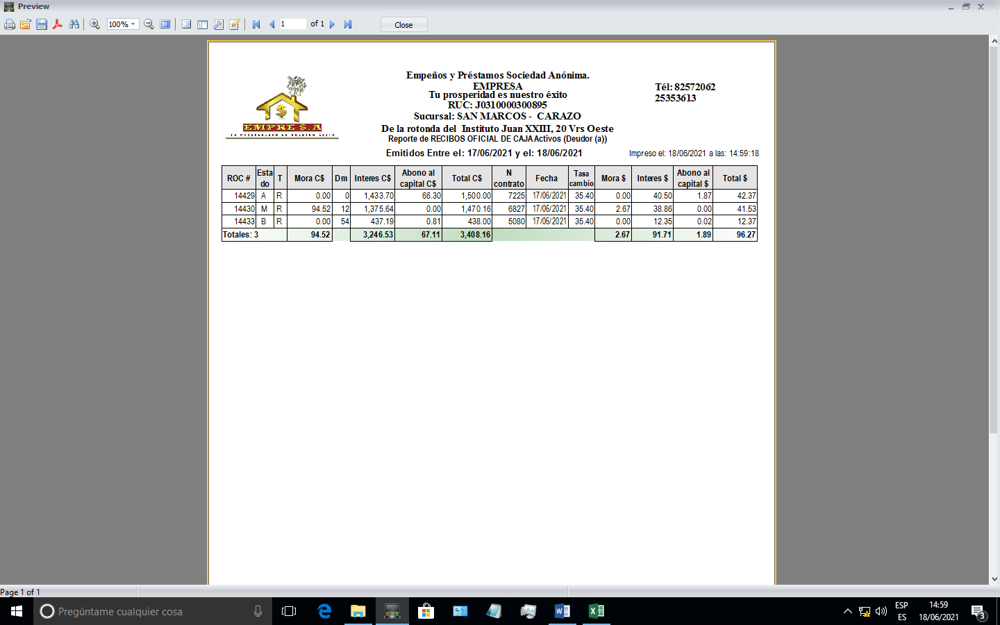 Preview
100%
1 of 1
Close
Empeños y Préstamos Sociedad Anónima.
EMPRESA
Tu prosperidad es nuestro éxito
RUC: J0310000300895
Sucursal: SAN MARCOS - CARAZO
De la rotonda del Instituto Juan XXIII, 20 Vrs Oeste
Reporte de RECIBOS OFICIAL DE CAJA Activos (Deudor (a))
Emitidos Entre el: 17/06/2021 y el: 18/06/2021
Tél: 82572062
25353613
Impreso el: 18/06/2021 a las: 14:59:18
EMPRE $.A
TU PROSPERIDAD ES NUESTRO ÉXITO
ROC # Esta do T Mora C$ Dm Interes C$ Abono al capital C$ Total C$ N contrato Fecha Tasa cambio Mora $ Interes $ Abono al capital $ Total $
14429 A R 0.00 0 1,433.70 66.30 1,500.00 7225 17/06/2021 35.40 0.00 40.50 1.87 42.37
14430 M R 94.52 12 1,375.64 0.00 1,470.16 6827 17/06/2021 35.40 2.67 38.86 0.00 41.53
14433 B R 0.00 54 437.19 0.81 438.00 5080 17/06/2021 35.40 0.00 12.35 0.02 12.37
Totales: 3 94.52 3,246.53 67.11 3,408.16 2.67 91.71 1.89 96.27
Page 1 of 1
Pregúntame cualquier cosa
ESP
ES
14:59
18/06/2021
3